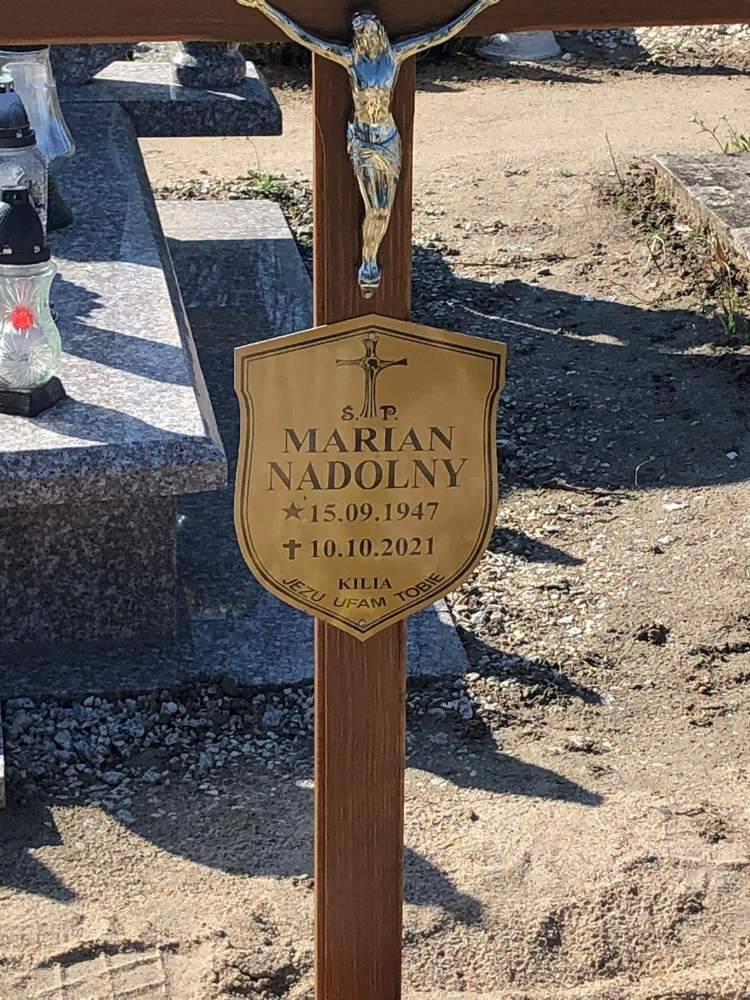 Ś. P.
MARIAN
NADOLNY
★ 15.09.1947
✝ 10.10.2021
KILIA
JEZU UFAM TOBIE